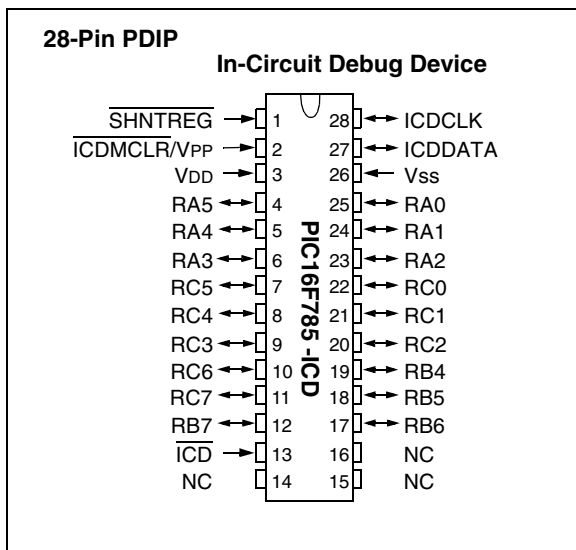 28-Pin PDIP
In-Circuit Debug Device
SHNTREG 1 28 ICDCLK
ICDMCLR/VPP 2 27 ICDDATA
VDD 3 26 Vss
RA5 4 25 RA0
RA4 5 24 RA1
RA3 6 23 RA2
RC5 7 22 RC0
RC4 8 21 RC1
RC3 9 20 RC2
RC6 10 19 RB4
RC7 11 18 RB5
RB7 12 17 RB6
ICD 13 16 NC
NC 14 15 NC
PIC16F785 -ICD